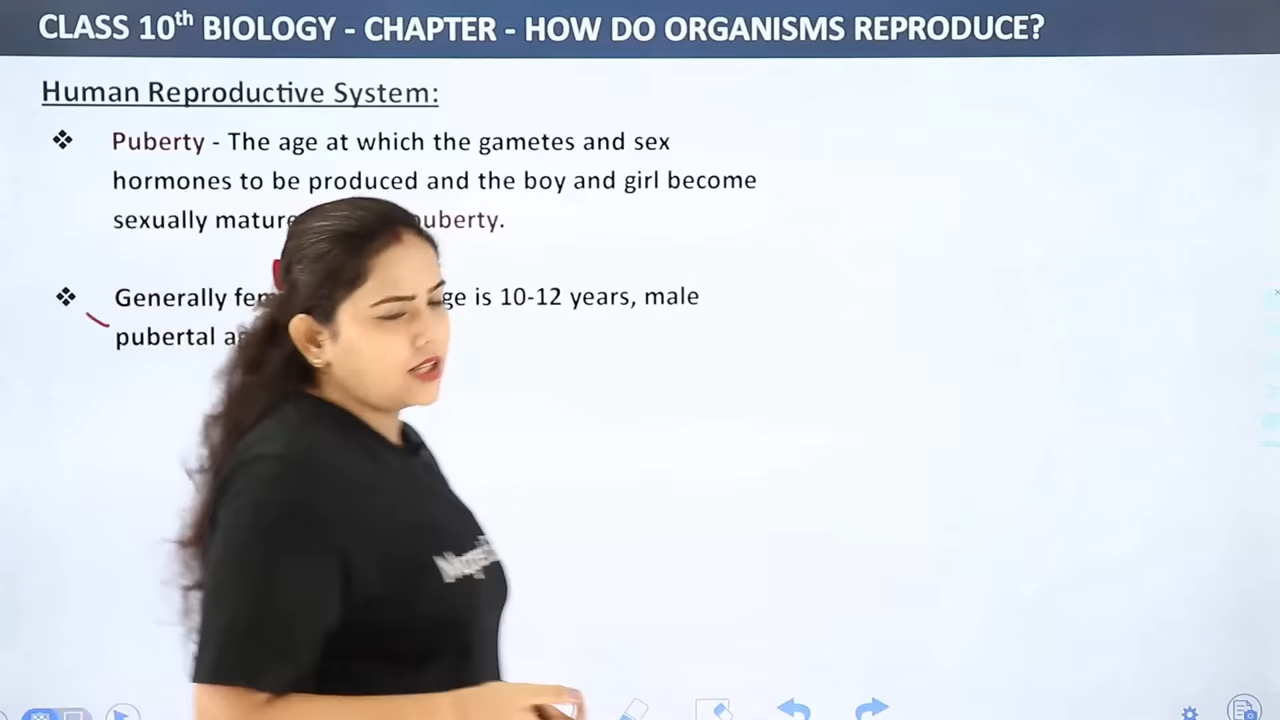 CLASS 10th BIOLOGY - CHAPTER - HOW DO ORGANISMS REPRODUCE?
Human Reproductive System:
❖ Puberty - The age at which the gametes and sex
hormones to be produced and the boy and girl become
sexually mature
❖ Generally is 10-12 years, male
pubertal